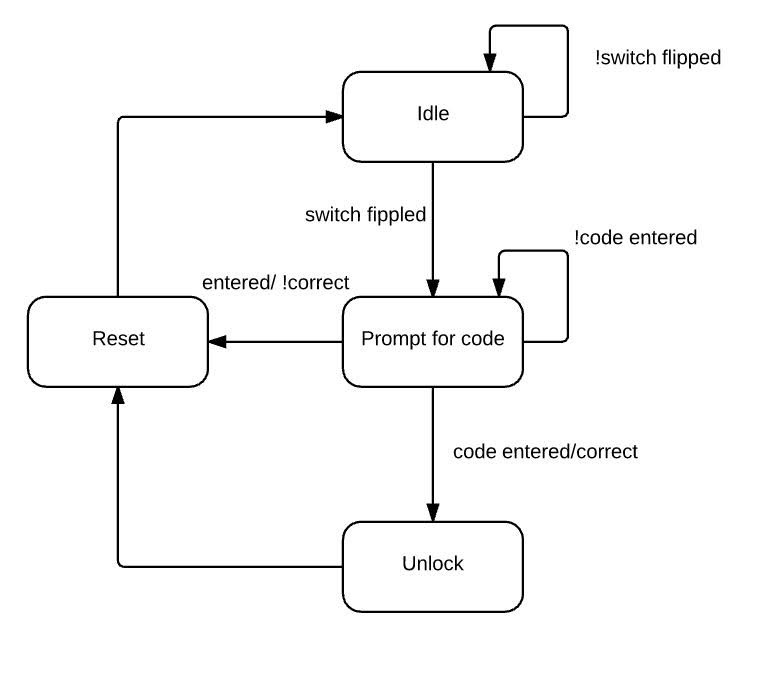 !switch flipped
Idle
switch fippled
!code entered
entered/ !correct
Reset
Prompt for code
code entered/correct
Unlock